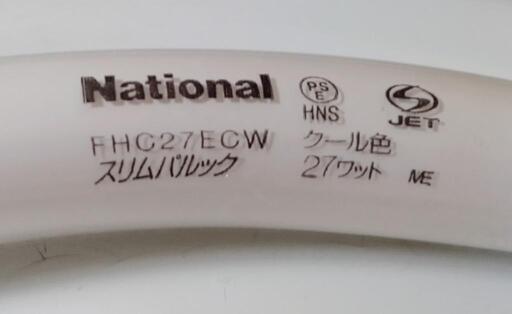 National PSE HNS JET
FHC27ECW クール色
スリムパルック 27ワット ME